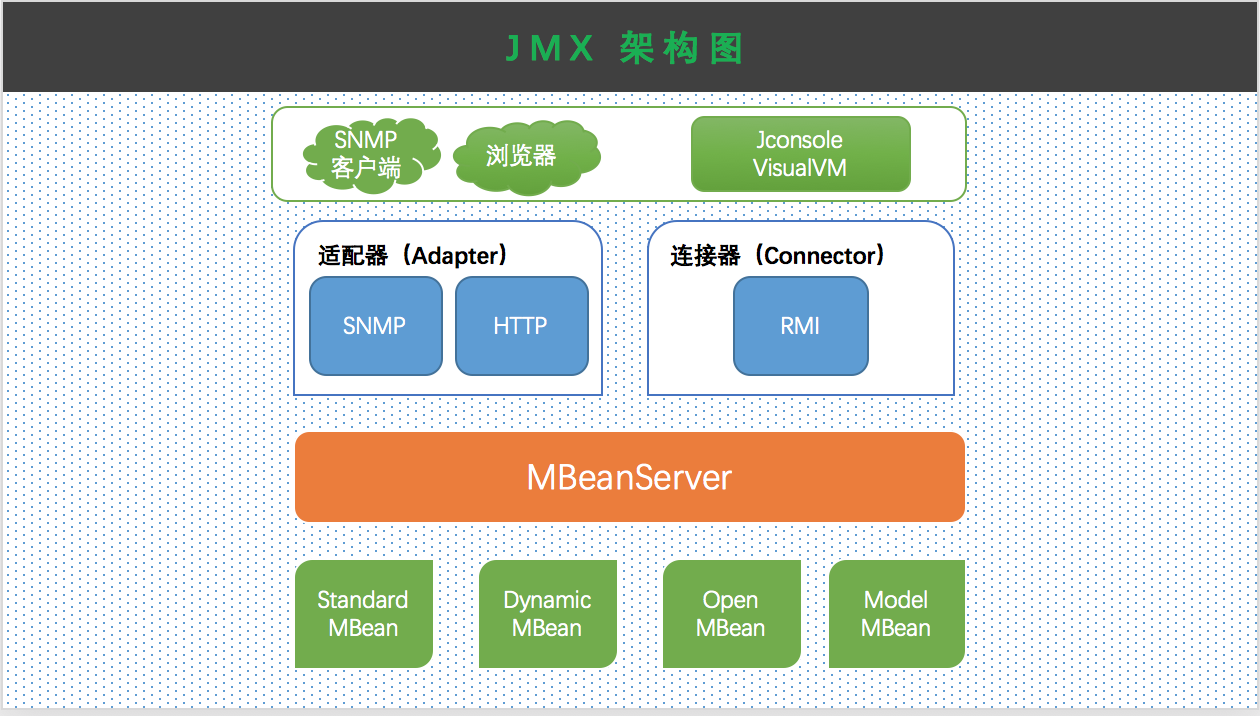 JMX 架构图
SNMP
客户端
浏览器
Jconsole
VisualVM
适配器（Adapter）
连接器（Connector）
SNMP
HTTP
RMI
MBeanServer
Standard
MBean
Dynamic
MBean
Open
MBean
Model
MBean